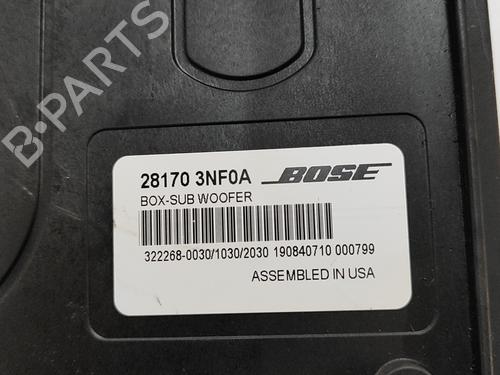 B-PARTS
28170 3NF0A BOSE
BOX-SUB WOOFER
322268-0030/1030/2030 190840710 000799
ASSEMBLED IN USA